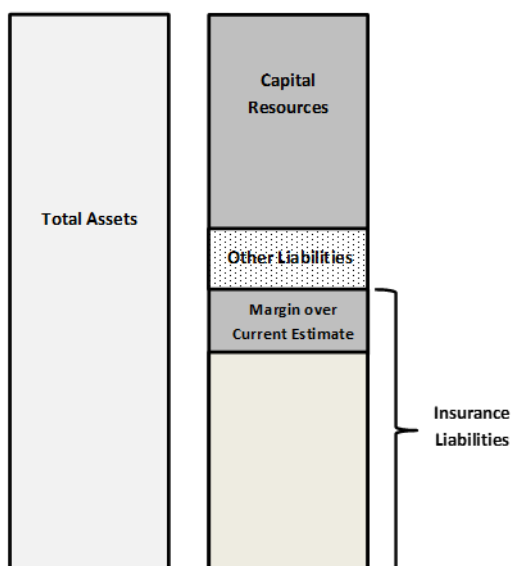 Total Assets
Capital
Resources
Other Liabilities
Margin over
Current Estimate
Insurance
Liabilities